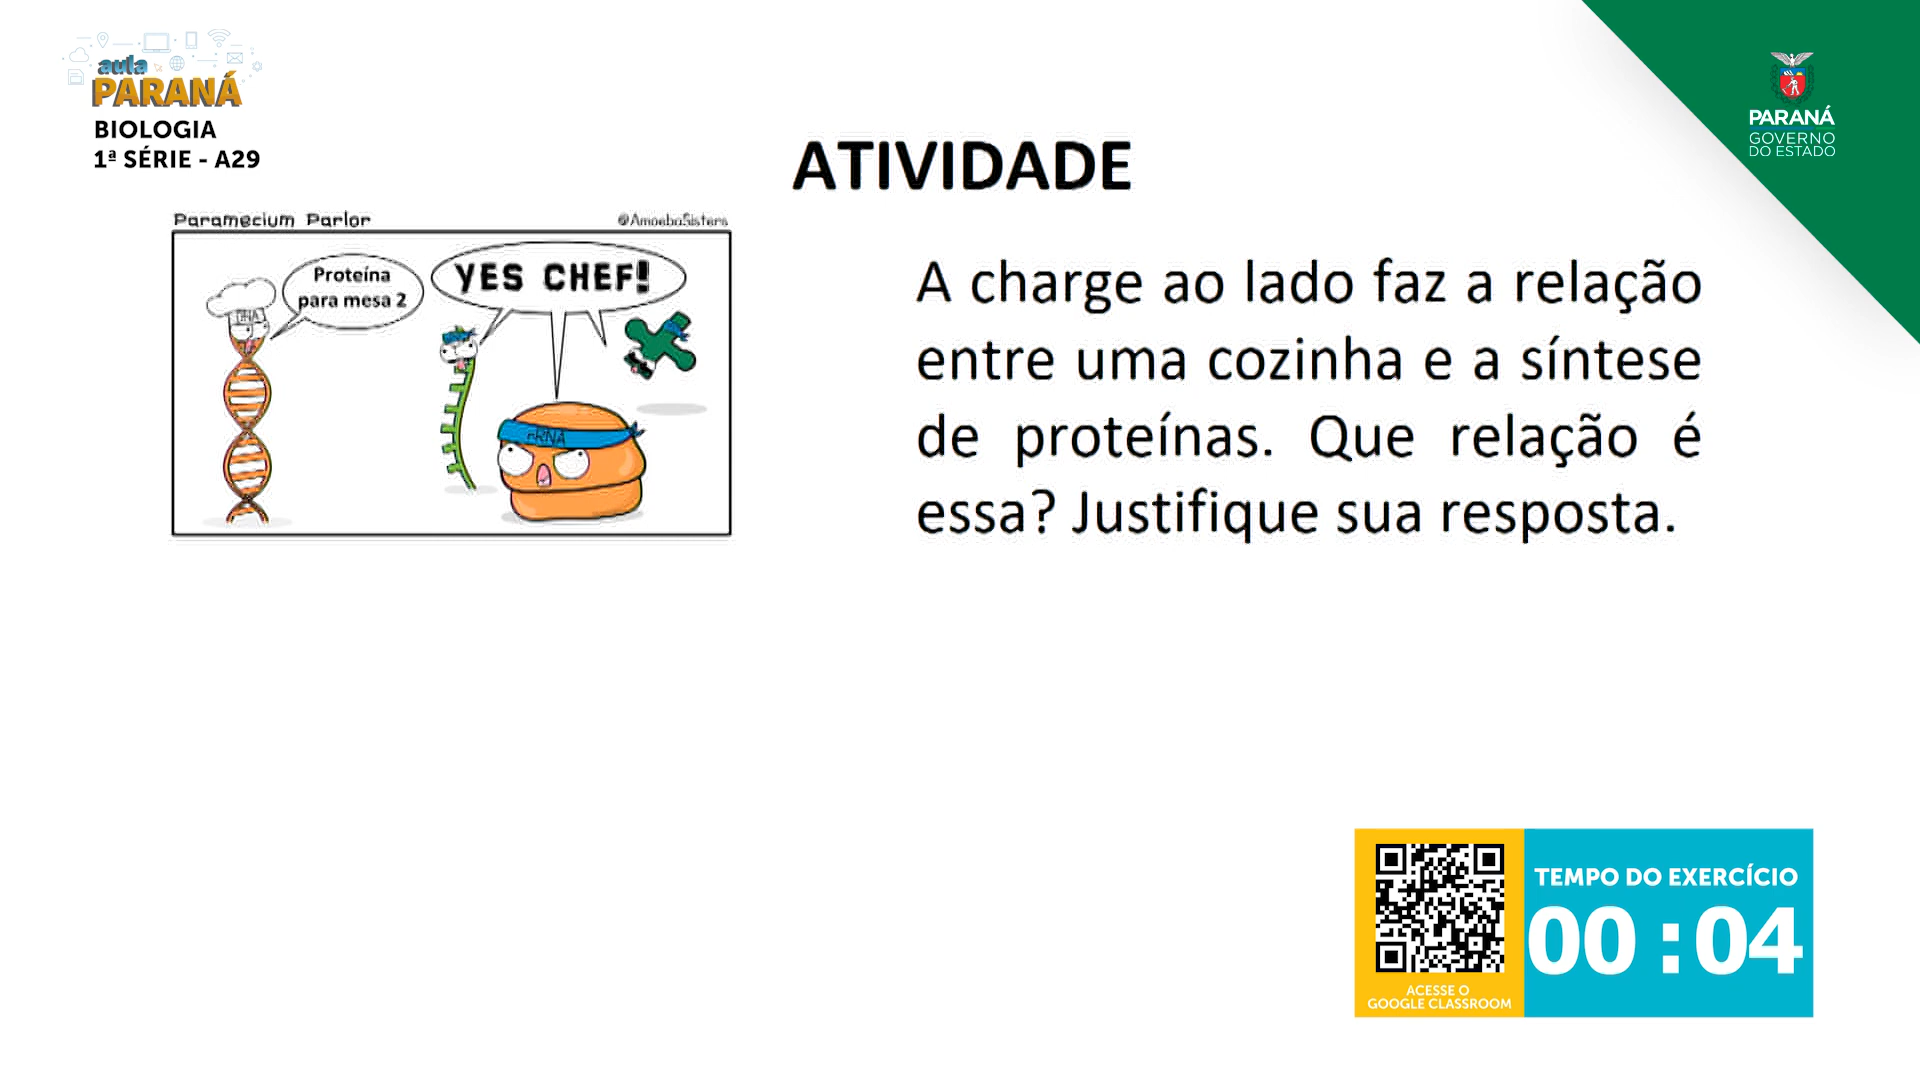 aula
PARANÁ
BIOLOGIA
1ª SÉRIE - A29
PARANÁ
GOVERNO
DO ESTADO
ATIVIDADE
Paramecium Parlor
@AmoebaSisters
Proteína
para mesa 2
YES CHEF!
DNA
rRNA
A charge ao lado faz a relação
entre uma cozinha e a síntese
de proteínas. Que relação é
essa? Justifique sua resposta.
TEMPO DO EXERCÍCIO
00 : 04
ACESSE O
GOOGLE CLASSROOM